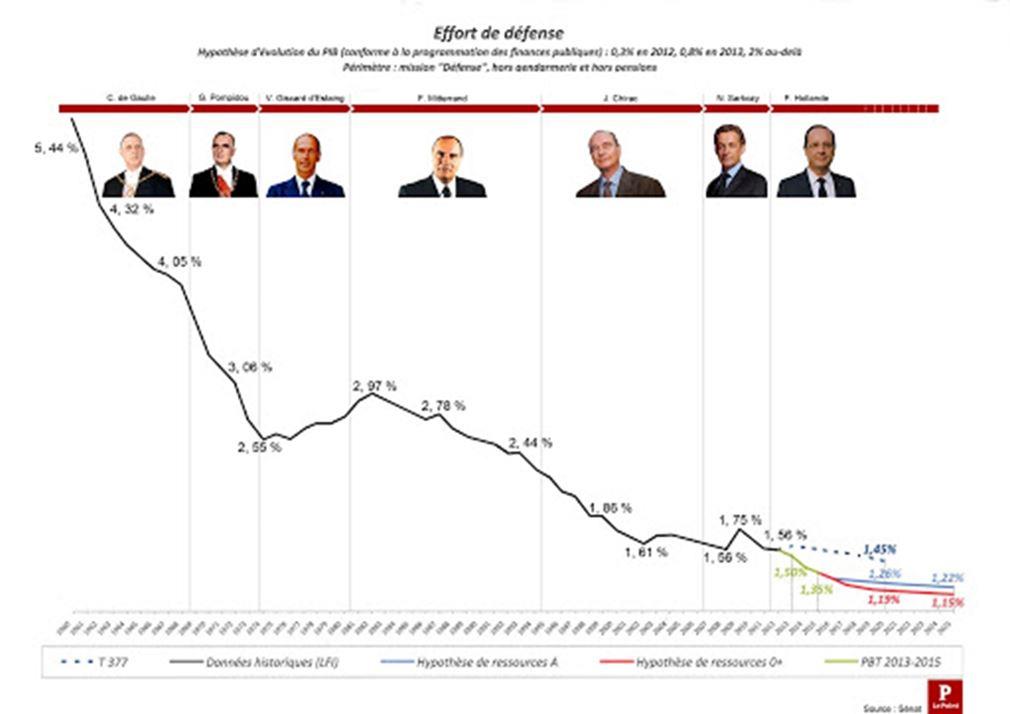 Effort de défense
Hypothèse d'évolution du PIB (conforme à la programmation des finances publiques) : 0,3% en 2012, 0,8% en 2013, 2% au-delà
Périmètre : mission "Défense", hors gendarmerie et hors pensions
C. de Gaulle G. Pompidou V. Giscard d'Estaing F. Mitterrand J. Chirac N. Sarkozy F. Hollande
5, 44 %
4, 32 %
4, 05 %
3, 06 %
2, 97 %
2, 78 %
2, 55 %
2, 44 %
1, 86 %
1, 75 %
1, 61 %
1, 56 %
1, 56 %
1,45%
1,50%
1,26%
1,22%
1,35%
1,19%
1,15%
T 377 Données historiques (LFI) Hypothèse de ressources A Hypothèse de ressources 0+ PBT 2013-2015
Source : Sénat
P
Le Point